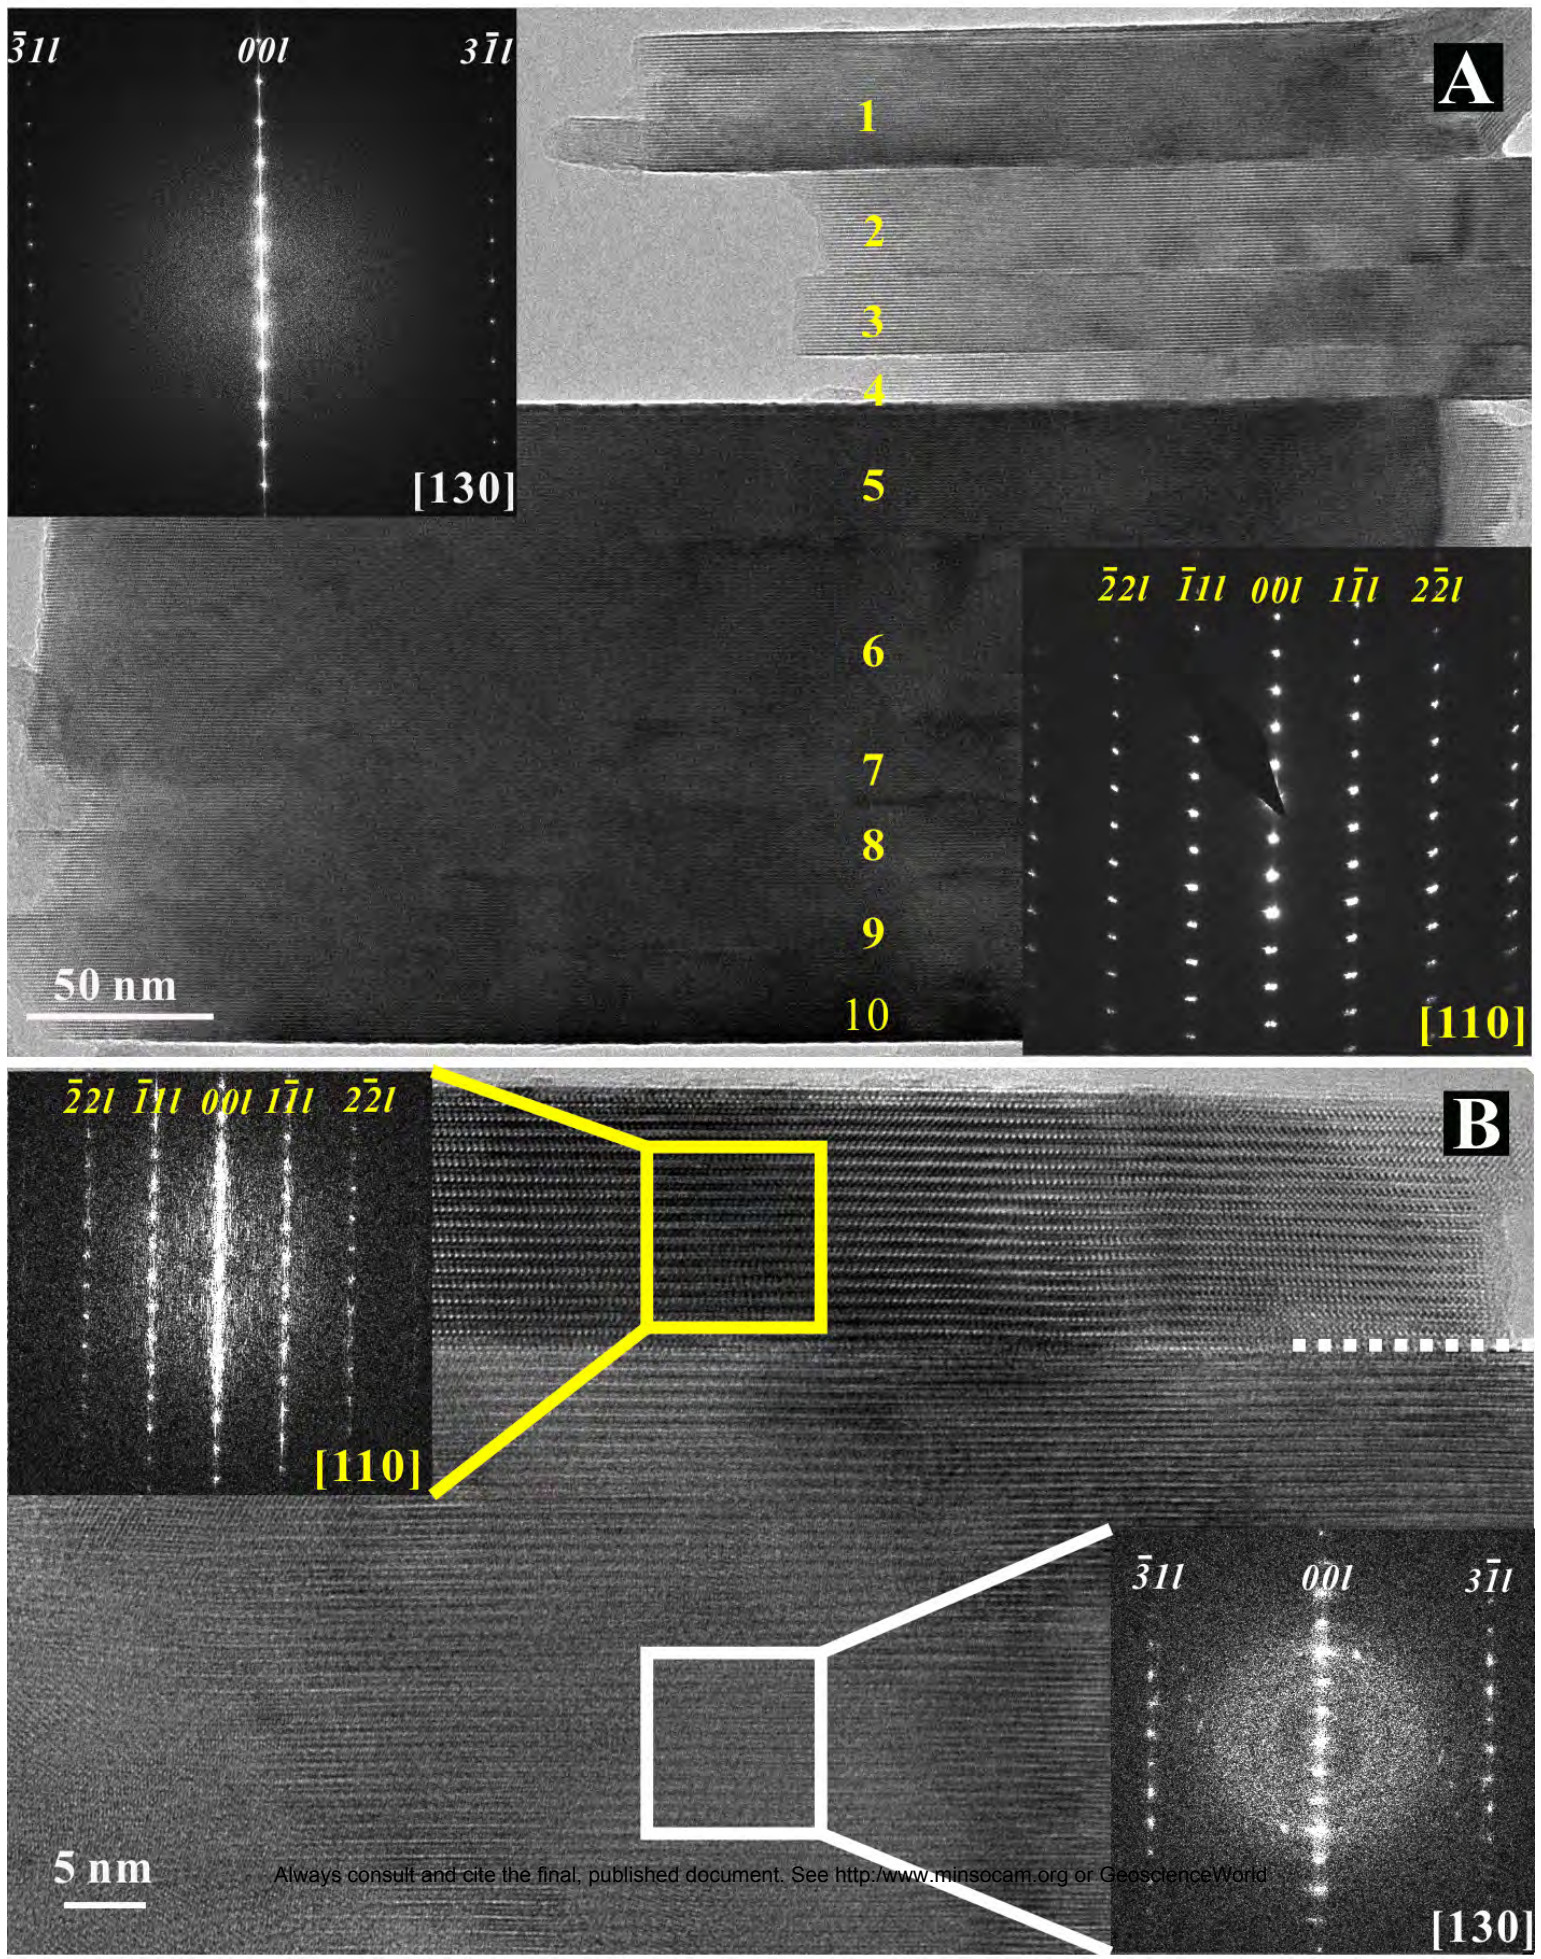 3̄1l 00l 31̄l
A
1
2
3
4
[130]
5
2̄2l 1̄1l 00l 11̄l 22̄l
6
7
8
9
50 nm
10
[110]
2̄2l 1̄1l 00l 11̄l 22̄l
B
[110]
3̄1l 00l 31̄l
5 nm
Always consult and cite the final, published document. See http:/www.minsocam.org or GeoscienceWorld
[130]